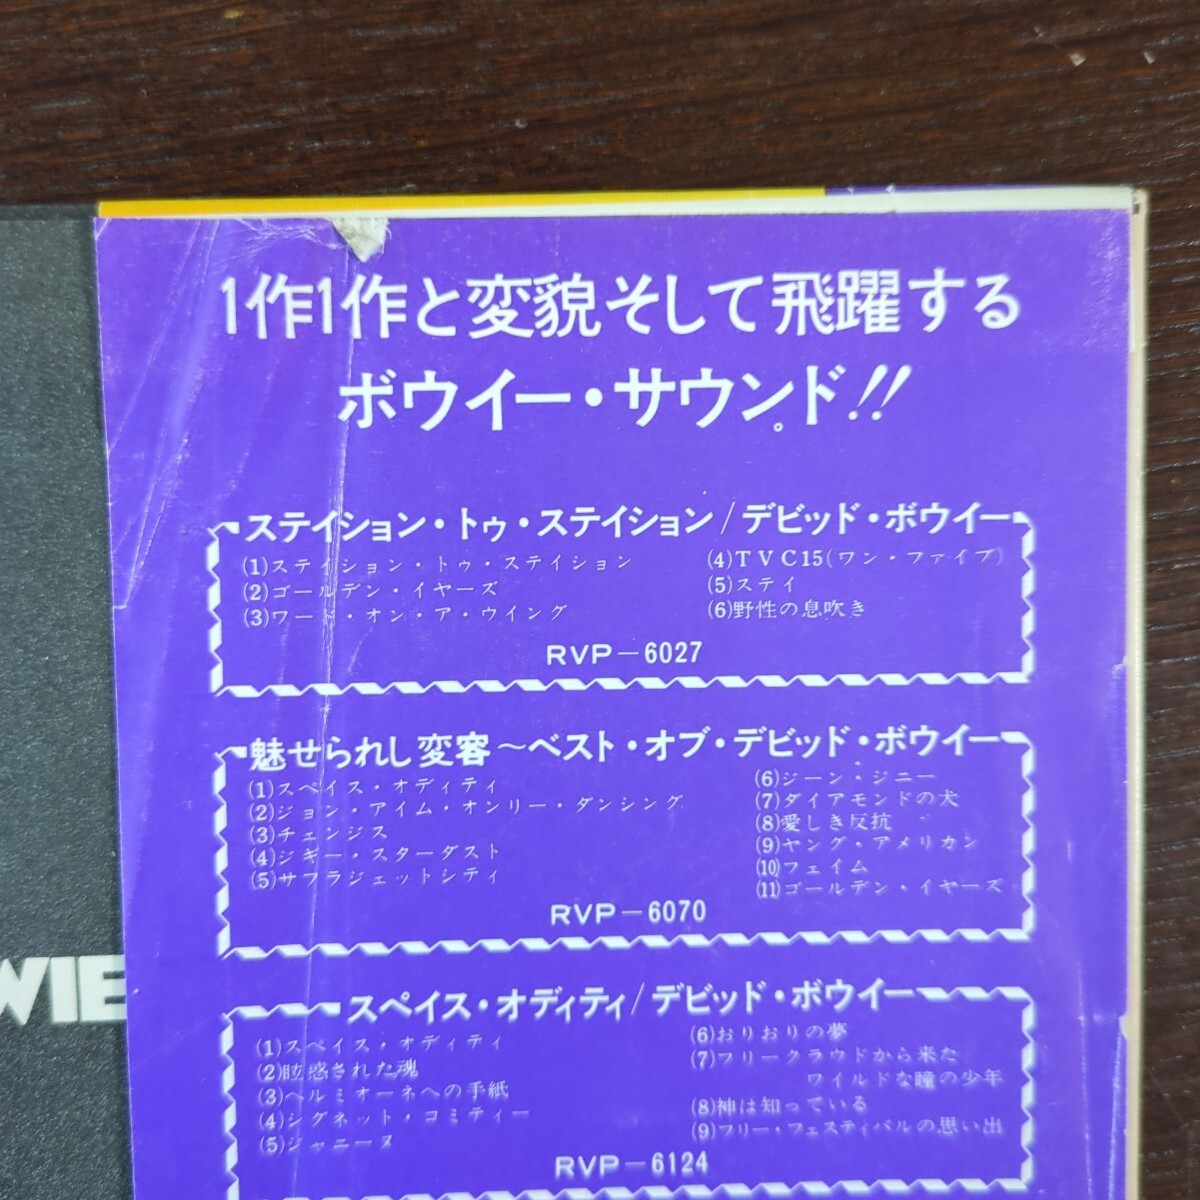 1作1作と変貌そして飛躍する
ボウイー・サウンド!!
ステイション・トゥ・ステイション/デビッド・ボウイー
(1)ステイション・トゥ・ステイション
(2)ゴールデン・イヤーズ
(3)ワード・オン・ア・ウイング
(4)TVC15(ワン・ファイブ)
(5)ステイ
(6)野性の息吹き
RVP－6027
魅せられし変容～ベスト・オブ・デビッド・ボウイー
(1)スペイス・オディティ
(2)ジョン・アイム・オンリー・ダンシング
(3)チェンジス
(4)ジギー・スターダスト
(5)サフラジェットシティ
(6)ジーン・ジニー
(7)ダイアモンドの犬
(8)愛しき反抗
(9)ヤング・アメリカン
(10)フェイム
(11)ゴールデン・イヤーズ
RVP－6070
スペイス・オディティ/デビッド・ボウイー
(1)スペイス・オディティ
(2)眩惑された魂
(3)ヘルミオーネへの手紙
(4)シグネット・コミティー
(5)ジャニーヌ
(6)おりおりの夢
(7)フリークラウドから来た
ワイルドな瞳の少年
(8)神は知っている
(9)フリー・フェスティバルの思い出
RVP－6124
WIE